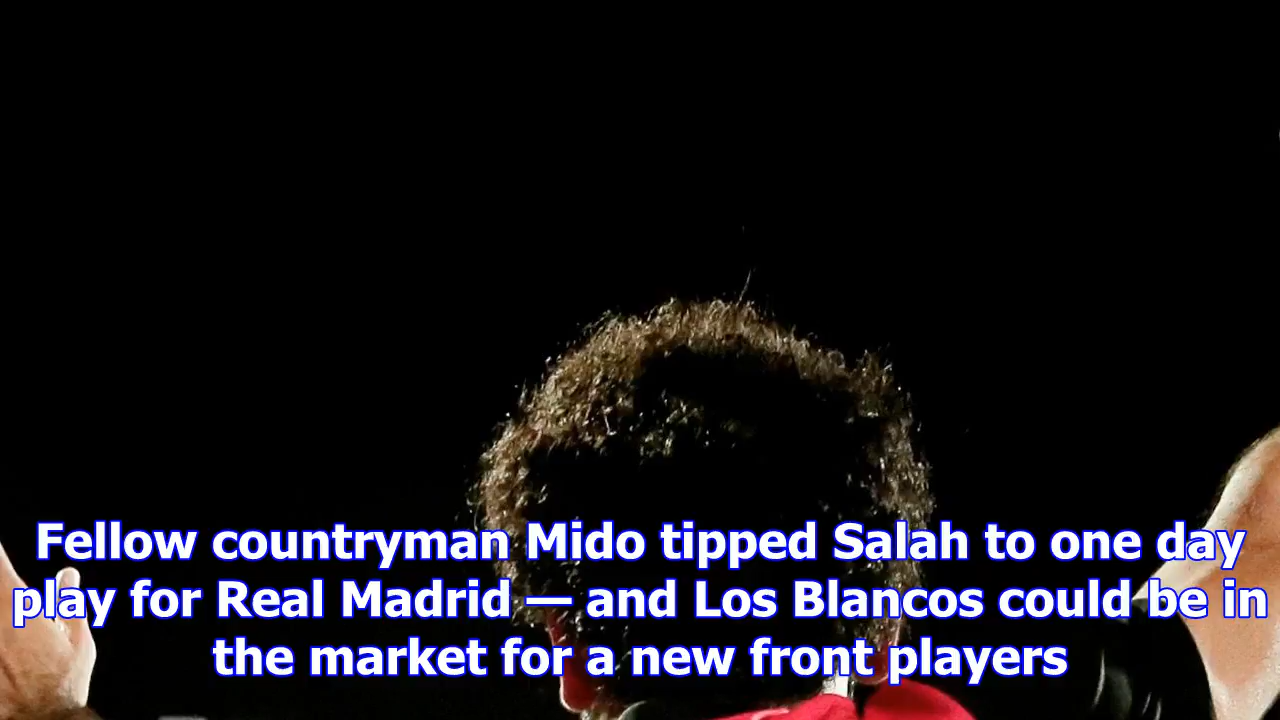 Fellow countryman Mido tipped Salah to one day
play for Real Madrid — and Los Blancos could be in
the market for a new front players